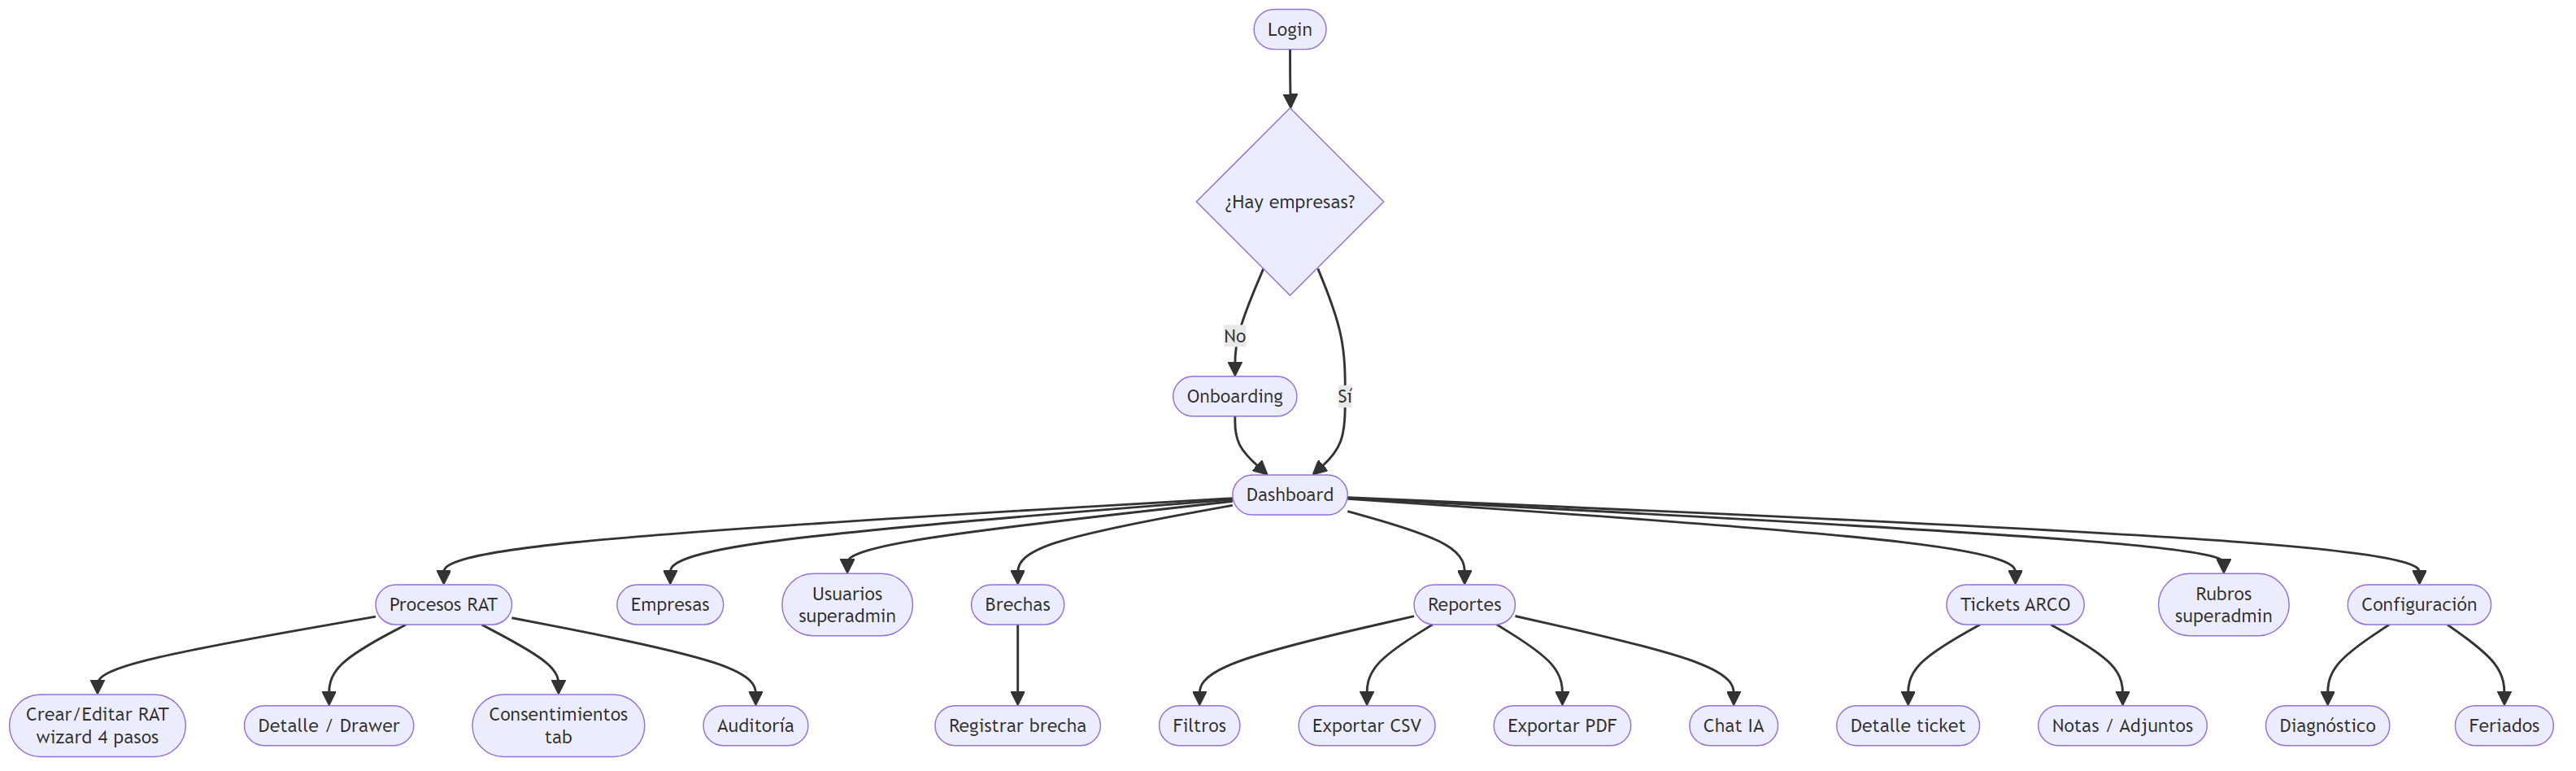 Login
¿Hay empresas?
No
Onboarding
Sí
Dashboard
Procesos RAT
Empresas
Usuarios
superadmin
Brechas
Reportes
Tickets ARCO
Rubros
superadmin
Configuración
Crear/Editar RAT
wizard 4 pasos
Detalle / Drawer
Consentimientos
tab
Auditoría
Registrar brecha
Filtros
Exportar CSV
Exportar PDF
Chat IA
Detalle ticket
Notas / Adjuntos
Diagnóstico
Feriados